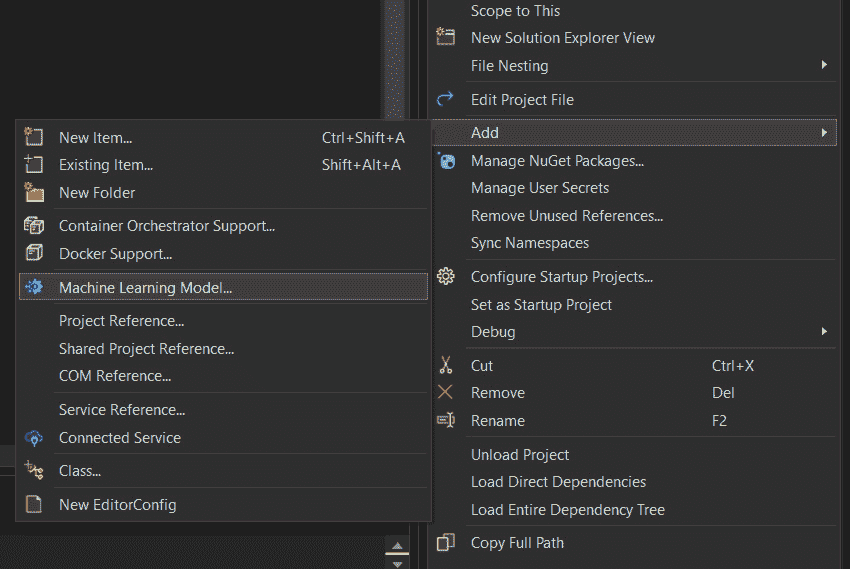 Scope to This
New Solution Explorer View
File Nesting
Edit Project File
Add
Manage NuGet Packages...
Manage User Secrets
Remove Unused References...
Sync Namespaces
Configure Startup Projects...
Set as Startup Project
Debug
Cut Ctrl+X
Remove Del
Rename F2
Unload Project
Load Direct Dependencies
Load Entire Dependency Tree
Copy Full Path
New Item... Ctrl+Shift+A
Existing Item... Shift+Alt+A
New Folder
Container Orchestrator Support...
Docker Support...
Machine Learning Model...
Project Reference...
Shared Project Reference...
COM Reference...
Service Reference...
Connected Service
Class...
New EditorConfig